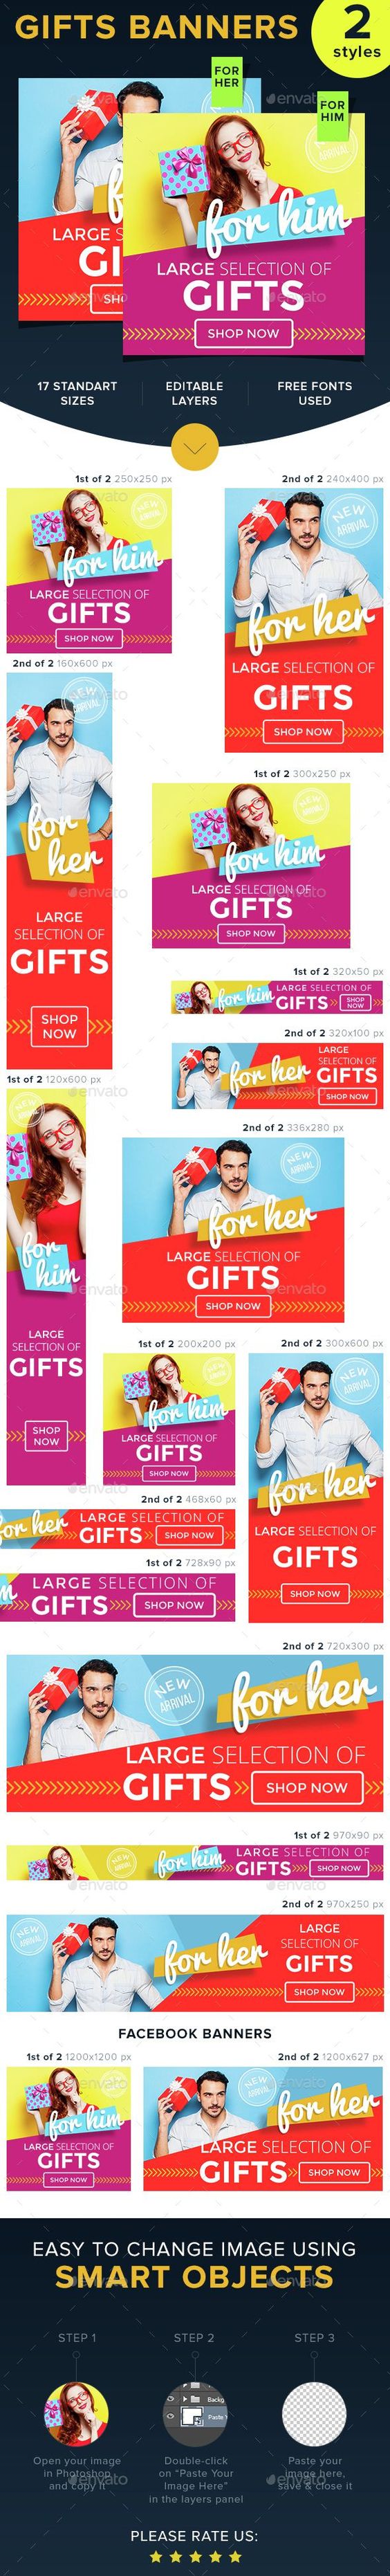 GIFTS BANNERS
2
styles
FOR
HER
FOR
HIM
for him
LARGE SELECTION OF
GIFTS
SHOP NOW
17 STANDART
SIZES
EDITABLE
LAYERS
FREE FONTS
USED
1st of 2 250x250 px
NEW
ARRIVAL
for him
LARGE SELECTION OF
GIFTS
SHOP NOW
2nd of 2 240x400 px
NEW
ARRIVAL
for her
LARGE SELECTION OF
GIFTS
SHOP NOW
2nd of 2 160x600 px
for
her
LARGE
SELECTION OF
GIFTS
SHOP
NOW
1st of 2 300x250 px
NEW
ARRIVAL
for him
LARGE SELECTION OF
GIFTS
SHOP NOW
1st of 2 320x50 px
for him
LARGE SELECTION OF
GIFTS
SHOP
NOW
2nd of 2 320x100 px
for her
LARGE
SELECTION OF
GIFTS
SHOP NOW
1st of 2 120x600 px
for
him
LARGE
SELECTION OF
GIFTS
SHOP
NOW
2nd of 2 336x280 px
NEW
ARRIVAL
for her
LARGE SELECTION OF
GIFTS
SHOP NOW
1st of 2 200x200 px
for him
LARGE SELECTION OF
GIFTS
SHOP NOW
2nd of 2 300x600 px
NEW
ARRIVAL
for her
LARGE SELECTION OF
GIFTS
SHOP NOW
2nd of 2 468x60 px
for her
LARGE SELECTION OF
GIFTS
SHOP NOW
1st of 2 728x90 px
LARGE SELECTION OF
GIFTS
SHOP NOW
2nd of 2 720x300 px
NEW
ARRIVAL
for her
LARGE SELECTION OF
GIFTS
SHOP NOW
1st of 2 970x90 px
for him
LARGE SELECTION OF
GIFTS
SHOP NOW
2nd of 2 970x250 px
NEW
ARRIVAL
for her
LARGE
SELECTION OF
GIFTS
SHOP NOW
FACEBOOK BANNERS
1st of 2 1200x1200 px
for him
LARGE SELECTION OF
GIFTS
SHOP NOW
2nd of 2 1200x627 px
NEW
ARRIVAL
for her
LARGE SELECTION OF
GIFTS
SHOP NOW
EASY TO CHANGE IMAGE USING
SMART OBJECTS
STEP 1
STEP 2
STEP 3
Open your image
in Photoshop
and copy it
Double-click
on "Paste Your
Image Here"
in the layers panel
Paste your
image here,
save & close it
PLEASE RATE US: